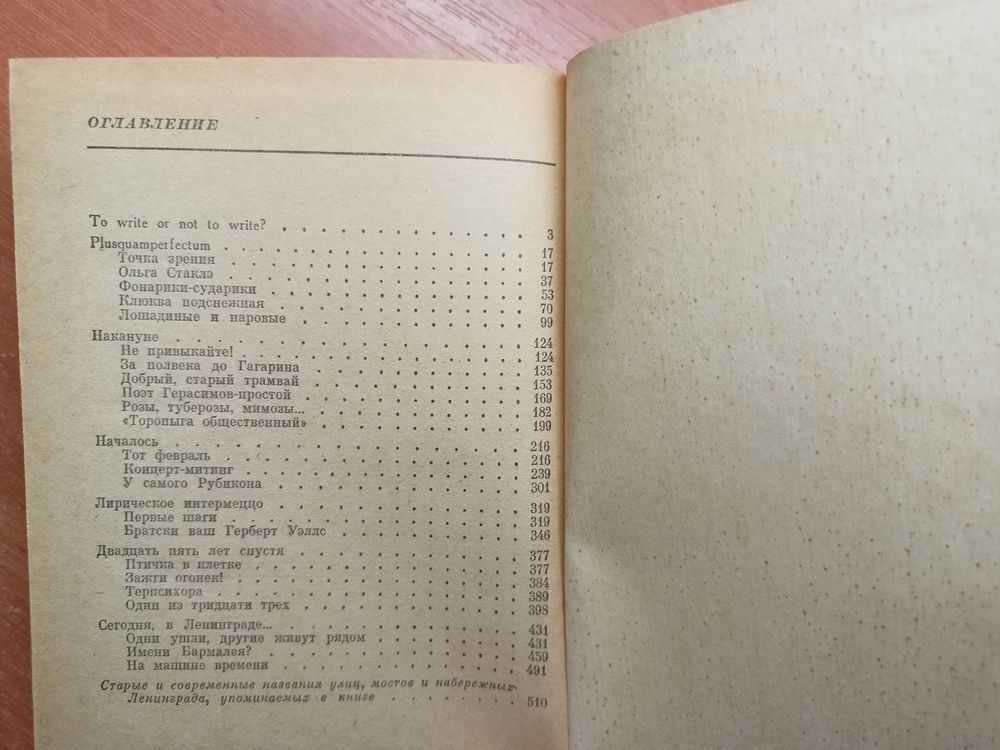 ОГЛАВЛЕНИЕ
To write or not to write? 3
Plusquamperfectum 17
Точка зрения 17
Ольга Стаклэ 37
Фонарики-сударики 53
Клюква подснежная 70
Лошадиные и паровые 99
Накануне 124
Не привыкайте! 124
За полвека до Гагарина 135
Добрый, старый трамвай 153
Поэт Герасимов-простой 169
Розы, туберозы, мимозы... 182
«Торопыга общественный» 199
Началось 216
Тот февраль 216
Концерт-митинг 239
У самого Рубикона 301
Лирическое интермеццо 319
Первые шаги 319
Братски ваш Герберт Уэллс 346
Двадцать пять лет спустя 377
Птичка в клетке 377
Зажги огонек! 384
Терпсихора 389
Один из тридцати трех 398
Сегодня, в Ленинграде... 431
Одни ушли, другие живут рядом 431
Имени Бармалея? 459
На машине времени 491
Старые и современные названия улиц, мостов и набережных
Ленинграда, упоминаемых в книге 510